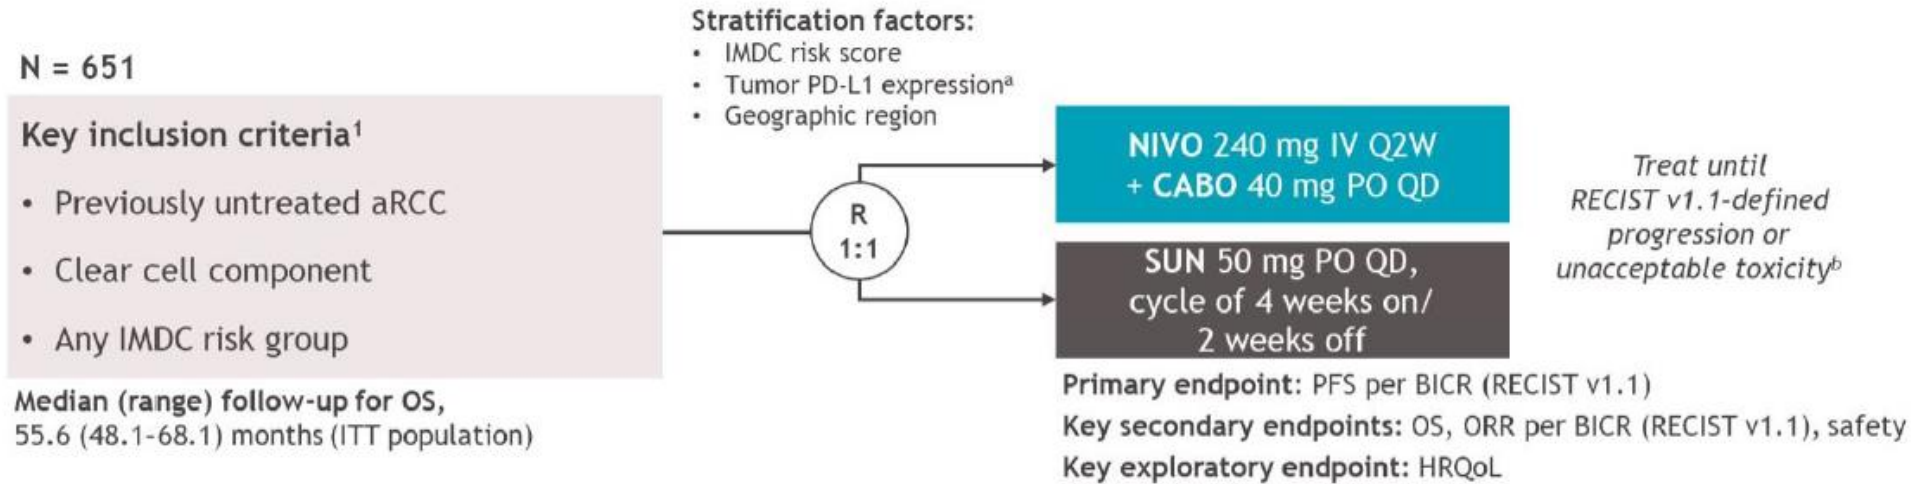 N = 651
Key inclusion criteria¹
• Previously untreated aRCC
• Clear cell component
• Any IMDC risk group
Median (range) follow-up for OS,
55.6 (48.1–68.1) months (ITT population)
Stratification factors:
• IMDC risk score
• Tumor PD-L1 expressionᵃ
• Geographic region
R
1:1
NIVO 240 mg IV Q2W
+ CABO 40 mg PO QD
SUN 50 mg PO QD,
cycle of 4 weeks on/
2 weeks off
Treat until
RECIST v1.1–defined
progression or
unacceptable toxicityᵇ
Primary endpoint: PFS per BICR (RECIST v1.1)
Key secondary endpoints: OS, ORR per BICR (RECIST v1.1), safety
Key exploratory endpoint: HRQoL